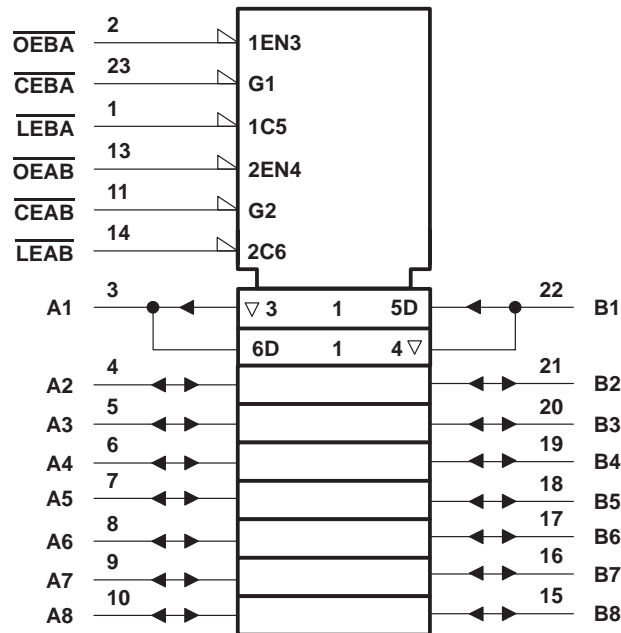 OEBA 2 1EN3
CEBA 23 G1
LEBA 1 1C5
OEAB 13 2EN4
CEAB 11 G2
LEAB 14 2C6
A1 3 ▽ 3 1 5D 22 B1
6D 1 4 ▽
A2 4 21 B2
A3 5 20 B3
A4 6 19 B4
A5 7 18 B5
A6 8 17 B6
A7 9 16 B7
A8 10 15 B8